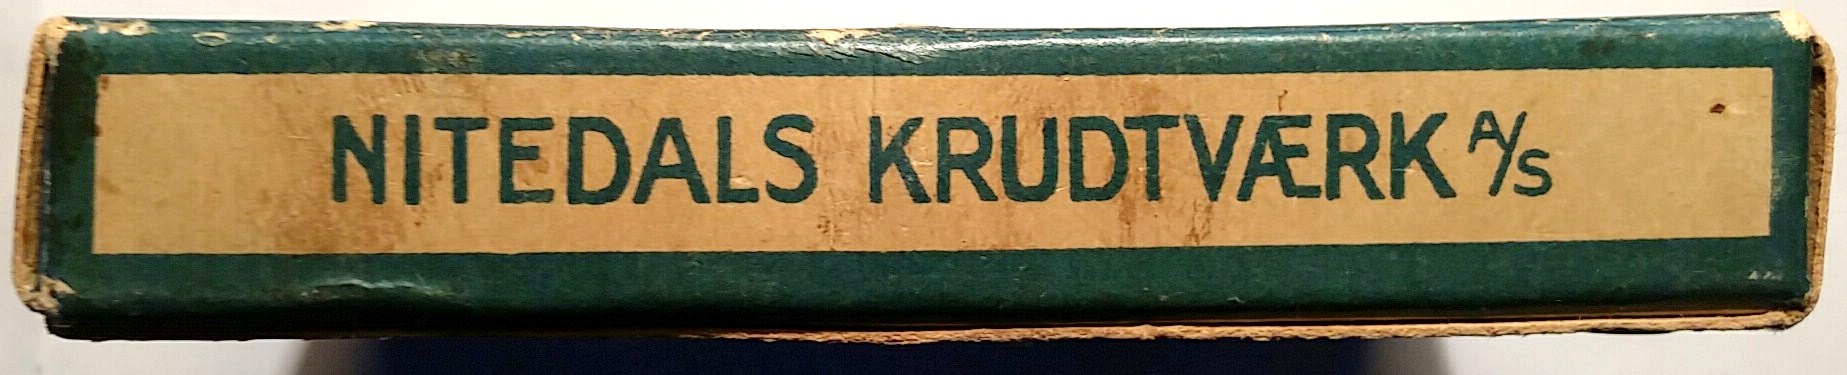 NITEDALS KRUDTVÆRK A/S